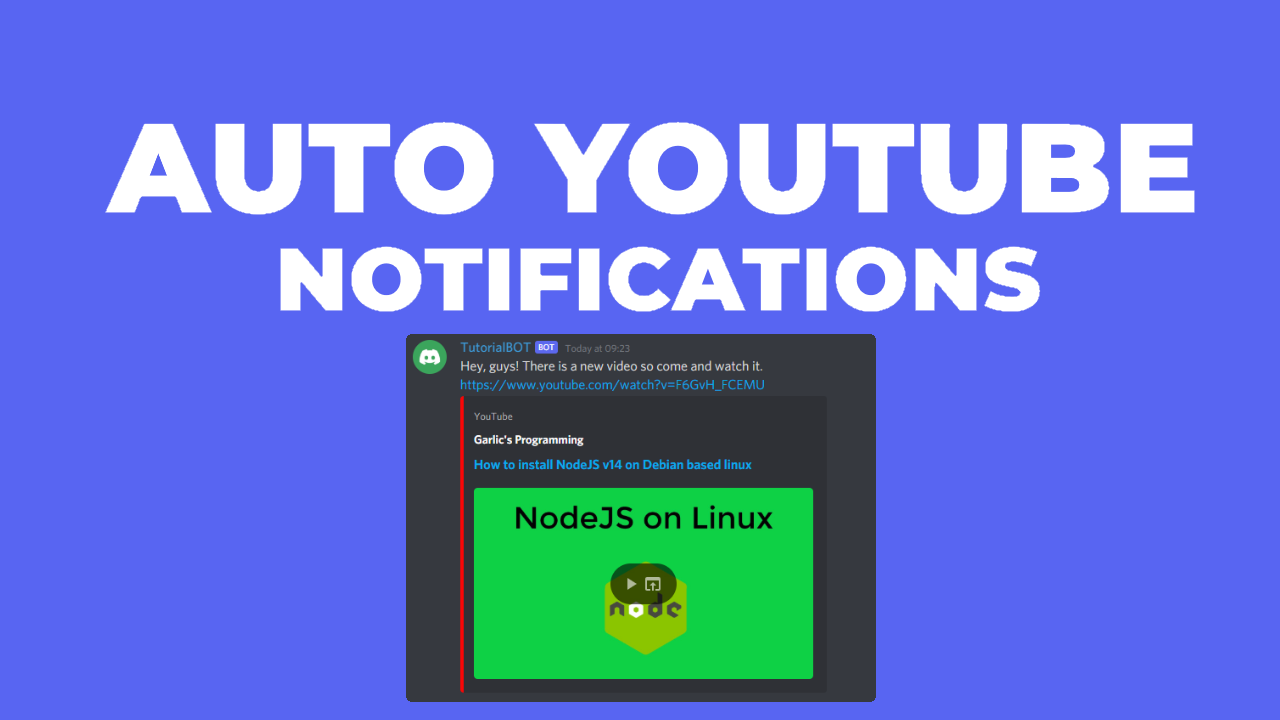 AUTO YOUTUBE
NOTIFICATIONS
TutorialBOT BOT Today at 09:23
Hey, guys! There is a new video so come and watch it.
https://www.youtube.com/watch?v=F6GvH_FCEMU
YouTube
Garlic's Programming
How to install NodeJS v14 on Debian based linux
NodeJS on Linux
node